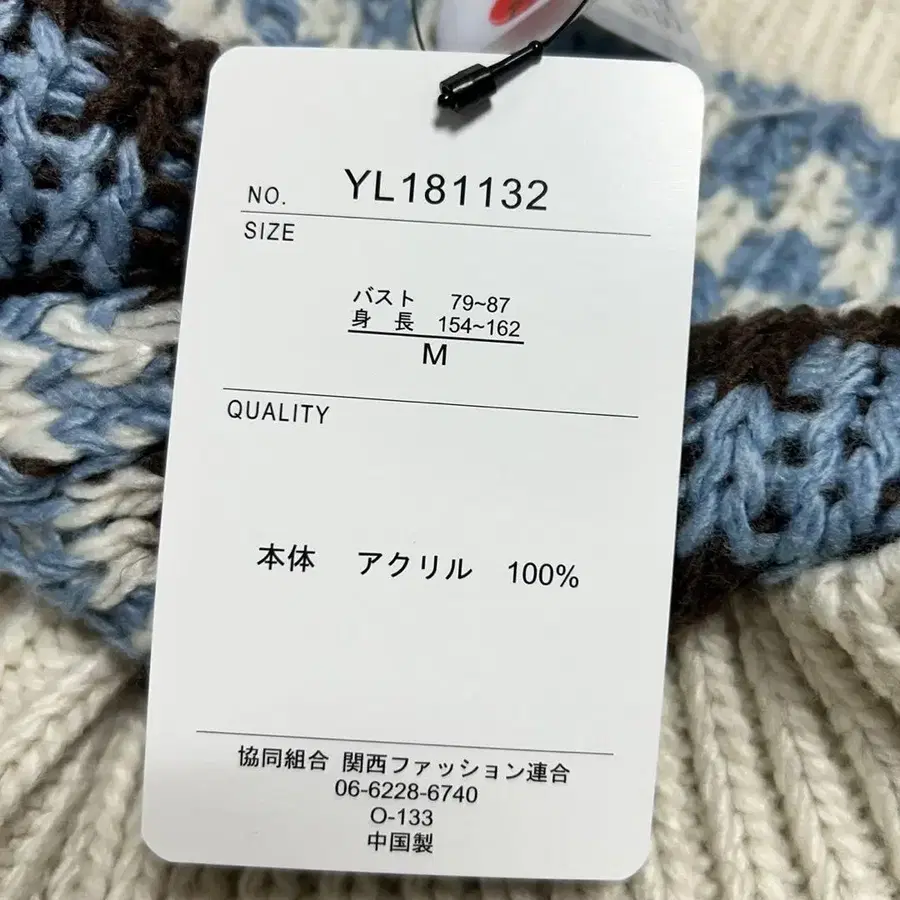 NO. YL181132
SIZE
バスト 79~87
身長 154~162
M
QUALITY
本体 アクリル 100%
協同組合 関西ファッション連合
06-6228-6740
O-133
中国製